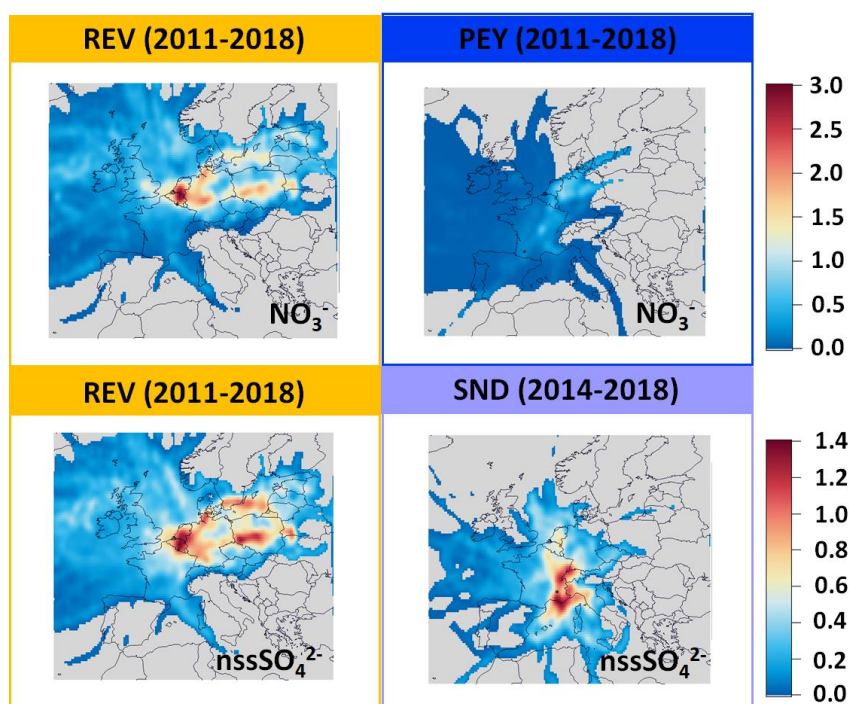 REV (2011-2018)
PEY (2011-2018)
NO₃⁻
NO₃⁻
3.0
2.5
2.0
1.5
1.0
0.5
0.0
REV (2011-2018)
SND (2014-2018)
nssSO₄²⁻
nssSO₄²⁻
1.4
1.2
1.0
0.8
0.6
0.4
0.2
0.0